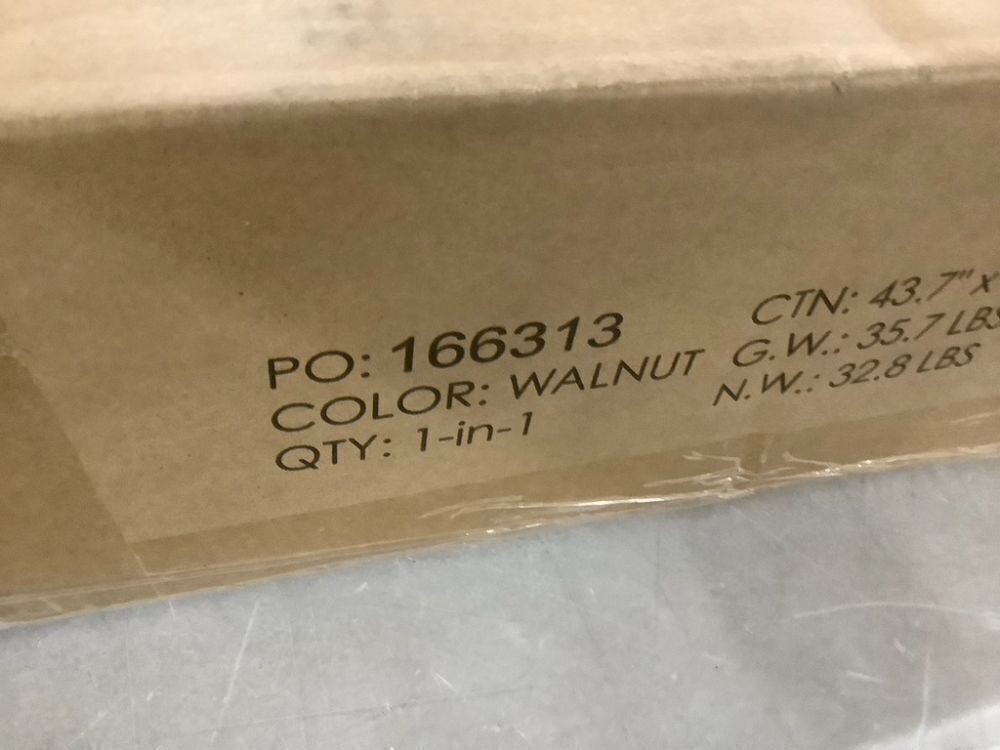 PO: 166313
COLOR: WALNUT
QTY: 1-in-1
CTN: 43.7"x
G.W.: 35.7 LBS
N.W.: 32.8 LBS